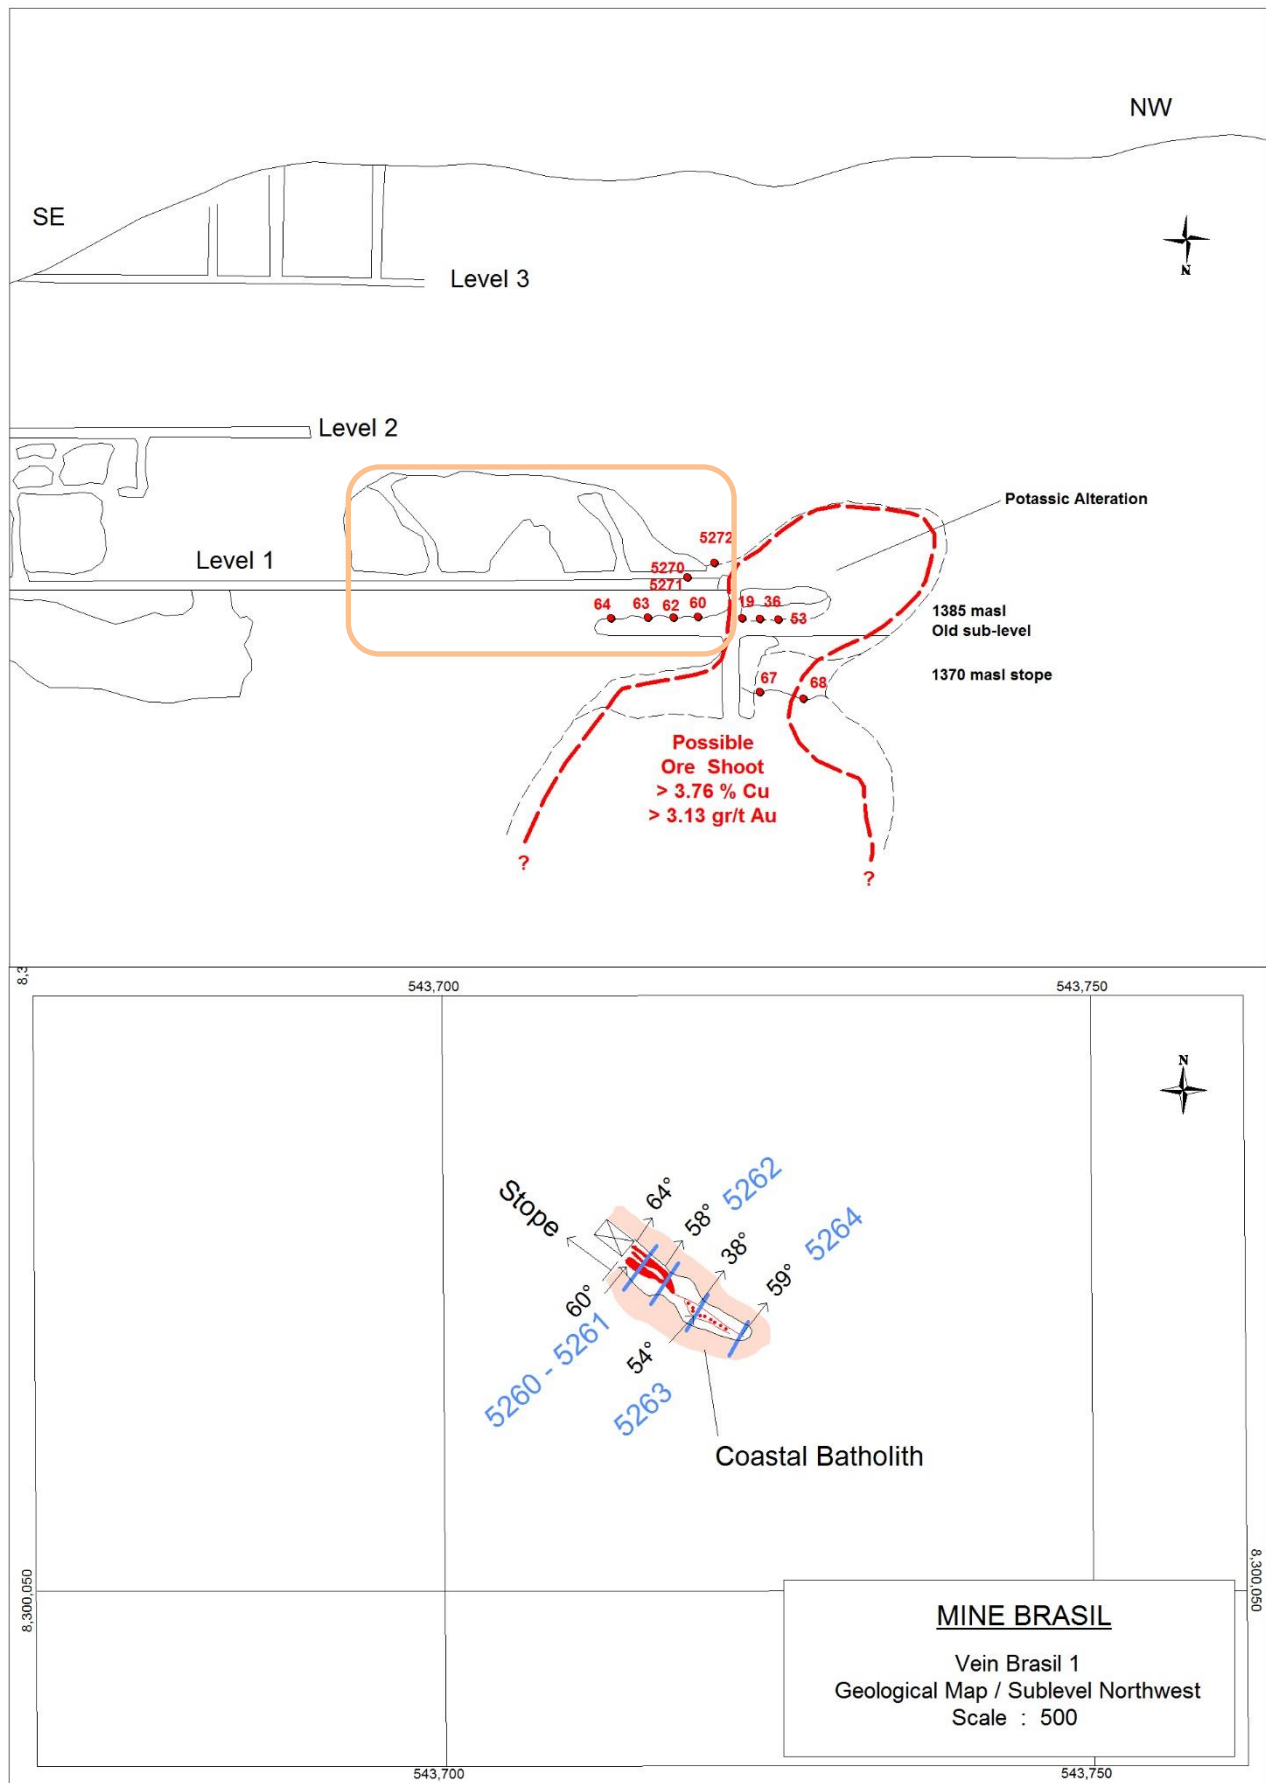 NW
SE
N
Level 3
Level 2
Potassic Alteration
5272
Level 1
5270
5271
64
63
62
60
19
36
53
1385 masl
Old sub-level
67
68
1370 masl stope
Possible
Ore Shoot
> 3.76 % Cu
> 3.13 gr/t Au
?
?
8,3
543,700
543,750
N
Stope
64°
58°
5262
38°
5264
59°
60°
5260 - 5261
54°
5263
Coastal Batholith
8,300,050
8,300,050
MINE BRASIL
Vein Brasil 1
Geological Map / Sublevel Northwest
Scale : 500
543,700
543,750